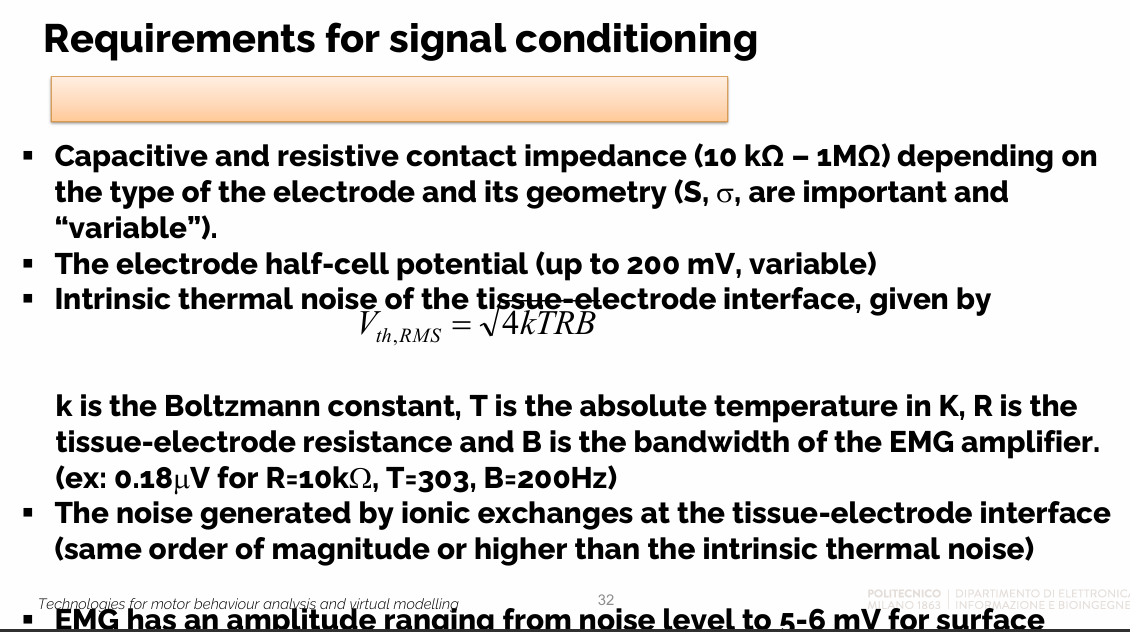 Requirements for signal conditioning
▪ Capacitive and resistive contact impedance (10 kΩ – 1MΩ) depending on
the type of the electrode and its geometry (S, σ, are important and
“variable”).
▪ The electrode half-cell potential (up to 200 mV, variable)
▪ Intrinsic thermal noise of the tissue-electrode interface, given by
V_{th,RMS} = √4kTRB
k is the Boltzmann constant, T is the absolute temperature in K, R is the
tissue-electrode resistance and B is the bandwidth of the EMG amplifier.
(ex: 0.18μV for R=10kΩ, T=303, B=200Hz)
▪ The noise generated by ionic exchanges at the tissue-electrode interface
(same order of magnitude or higher than the intrinsic thermal noise)
Technologies for motor behaviour analysis and virtual modelling
32
POLITECNICO | DIPARTIMENTO DI ELETTRONICA
MILANO 1863 | INFORMAZIONE E BIOINGEGNE
▪ EMG has an amplitude ranging from noise level to 5-6 mV for surface